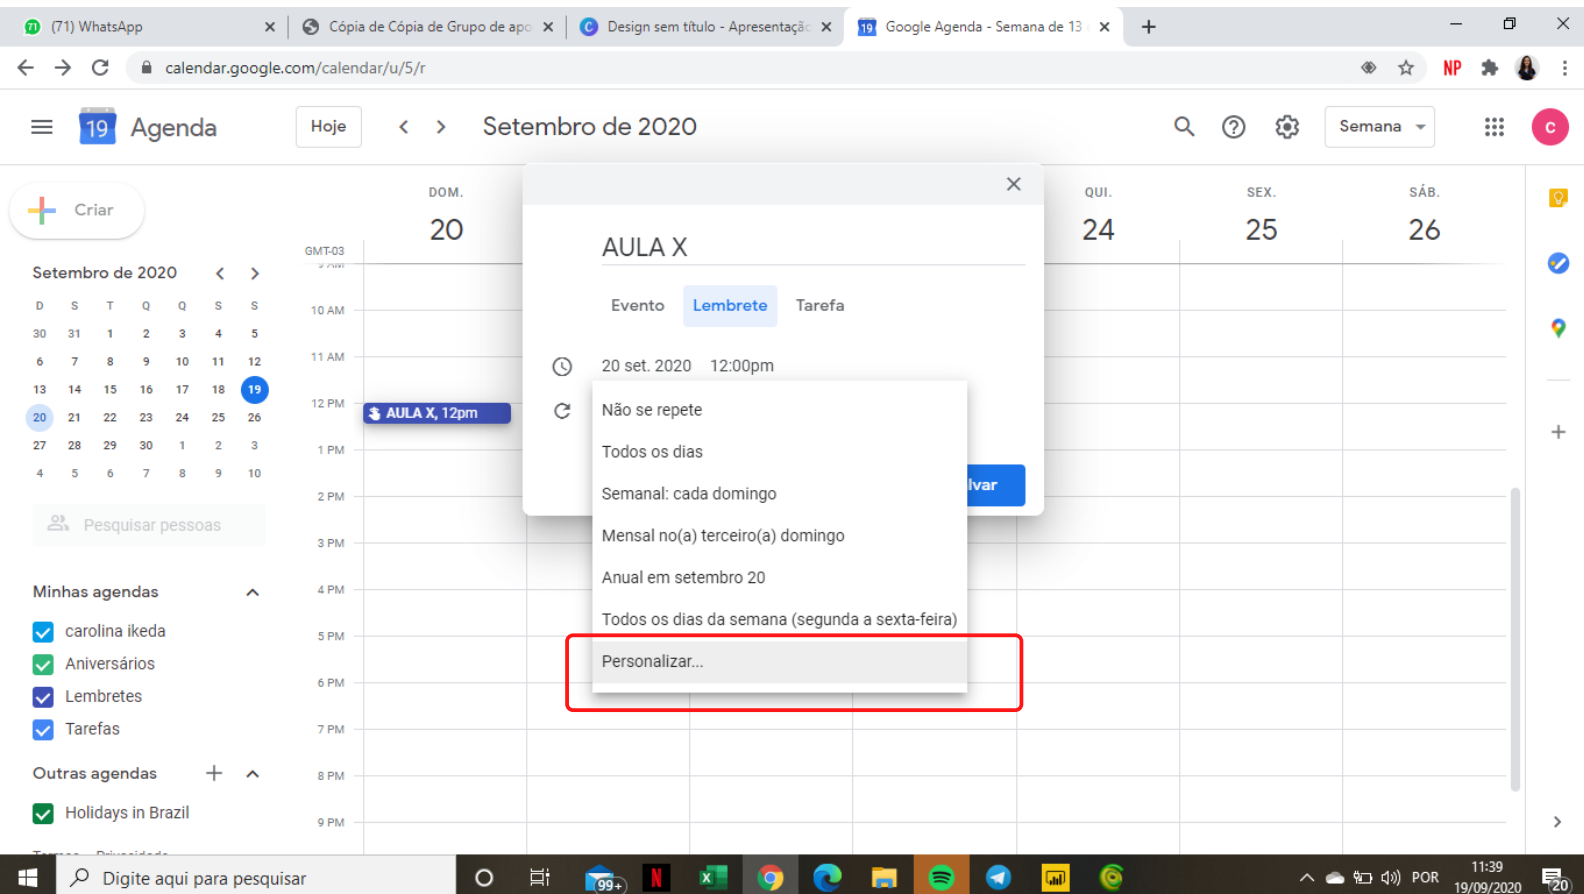 (71) WhatsApp
Cópia de Cópia de Grupo de apo
Design sem título - Apresentação
Google Agenda - Semana de 13
calendar.google.com/calendar/u/5/r
NP
19
Agenda
Hoje
Setembro de 2020
Semana
C
Criar
GMT-03
DOM.
20
QUI.
24
SEX.
25
SÁB.
26
AULA X
Evento
Lembrete
Tarefa
20 set. 2020 12:00pm
Não se repete
Todos os dias
Semanal: cada domingo
Mensal no(a) terceiro(a) domingo
Anual em setembro 20
Todos os dias da semana (segunda a sexta-feira)
Personalizar...
lvar
Setembro de 2020
D S T Q Q S S
30 31 1 2 3 4 5
6 7 8 9 10 11 12
13 14 15 16 17 18 19
20 21 22 23 24 25 26
27 28 29 30 1 2 3
4 5 6 7 8 9 10
Pesquisar pessoas
Minhas agendas
carolina ikeda
Aniversários
Lembretes
Tarefas
Outras agendas
Holidays in Brazil
10 AM
11 AM
12 PM
AULA X, 12pm
1 PM
2 PM
3 PM
4 PM
5 PM
6 PM
7 PM
8 PM
9 PM
Digite aqui para pesquisar
99+
POR
11:39
19/09/2020
20